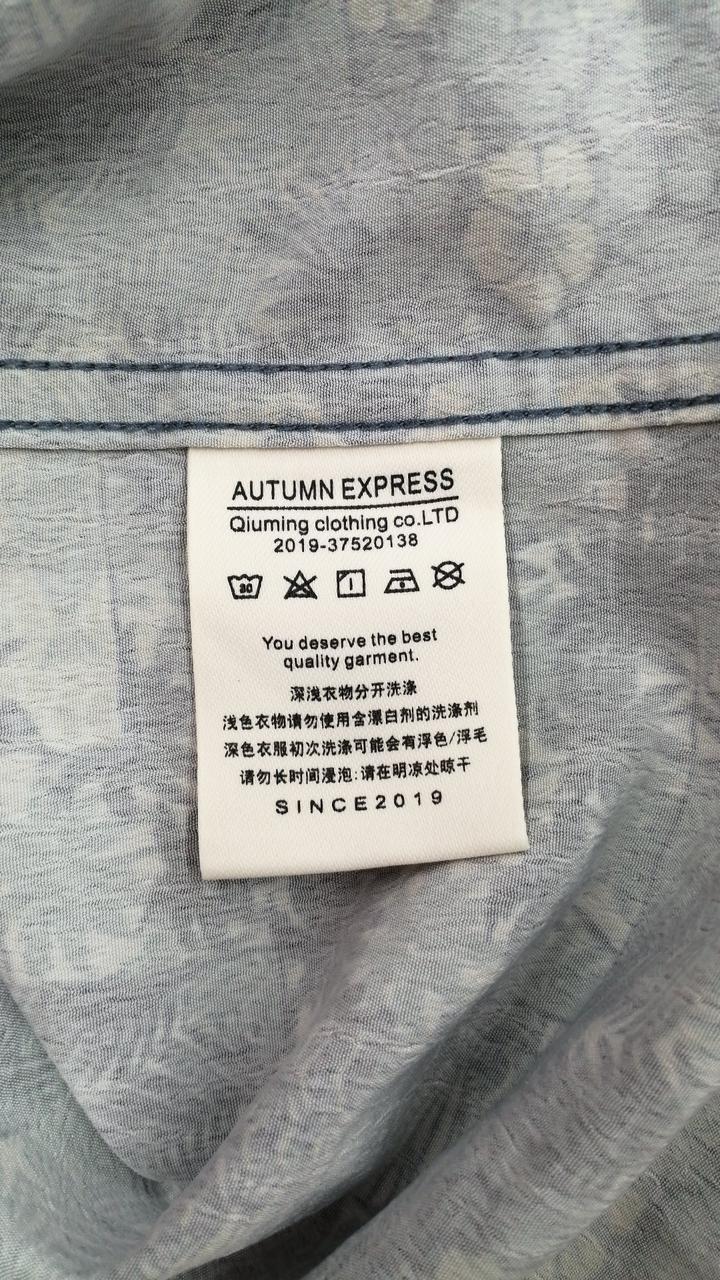 AUTUMN EXPRESS
Qiuming clothing co.LTD
2019-37520138
30
You deserve the best
quality garment.
深浅衣物分开洗涤
浅色衣物请勿使用含漂白剂的洗涤剂
深色衣服初次洗涤可能会有浮色/浮毛
请勿长时间浸泡:请在明凉处晾干
SINCE2019